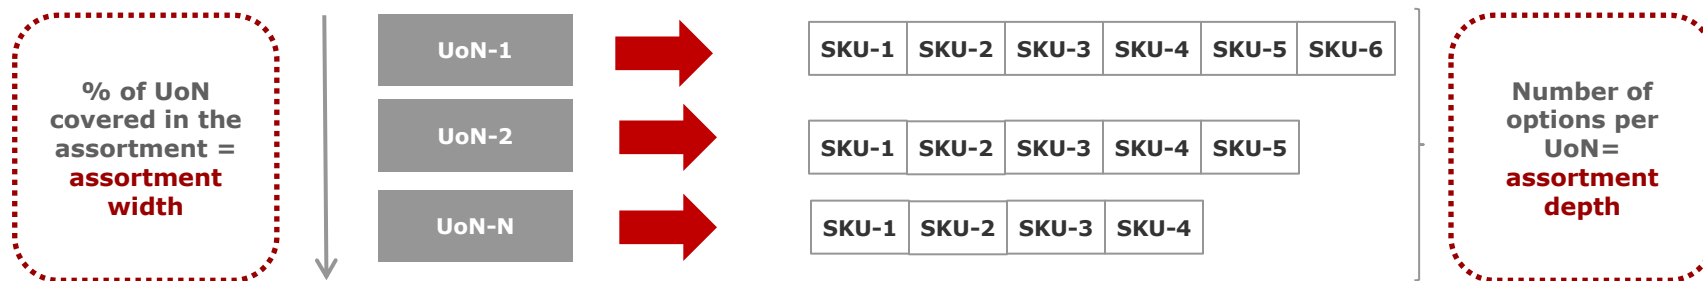 % of UoN
covered in the
assortment =
assortment
width
UoN-1
SKU-1 SKU-2 SKU-3 SKU-4 SKU-5 SKU-6
UoN-2
SKU-1 SKU-2 SKU-3 SKU-4 SKU-5
UoN-N
SKU-1 SKU-2 SKU-3 SKU-4
Number of
options per
UoN=
assortment
depth